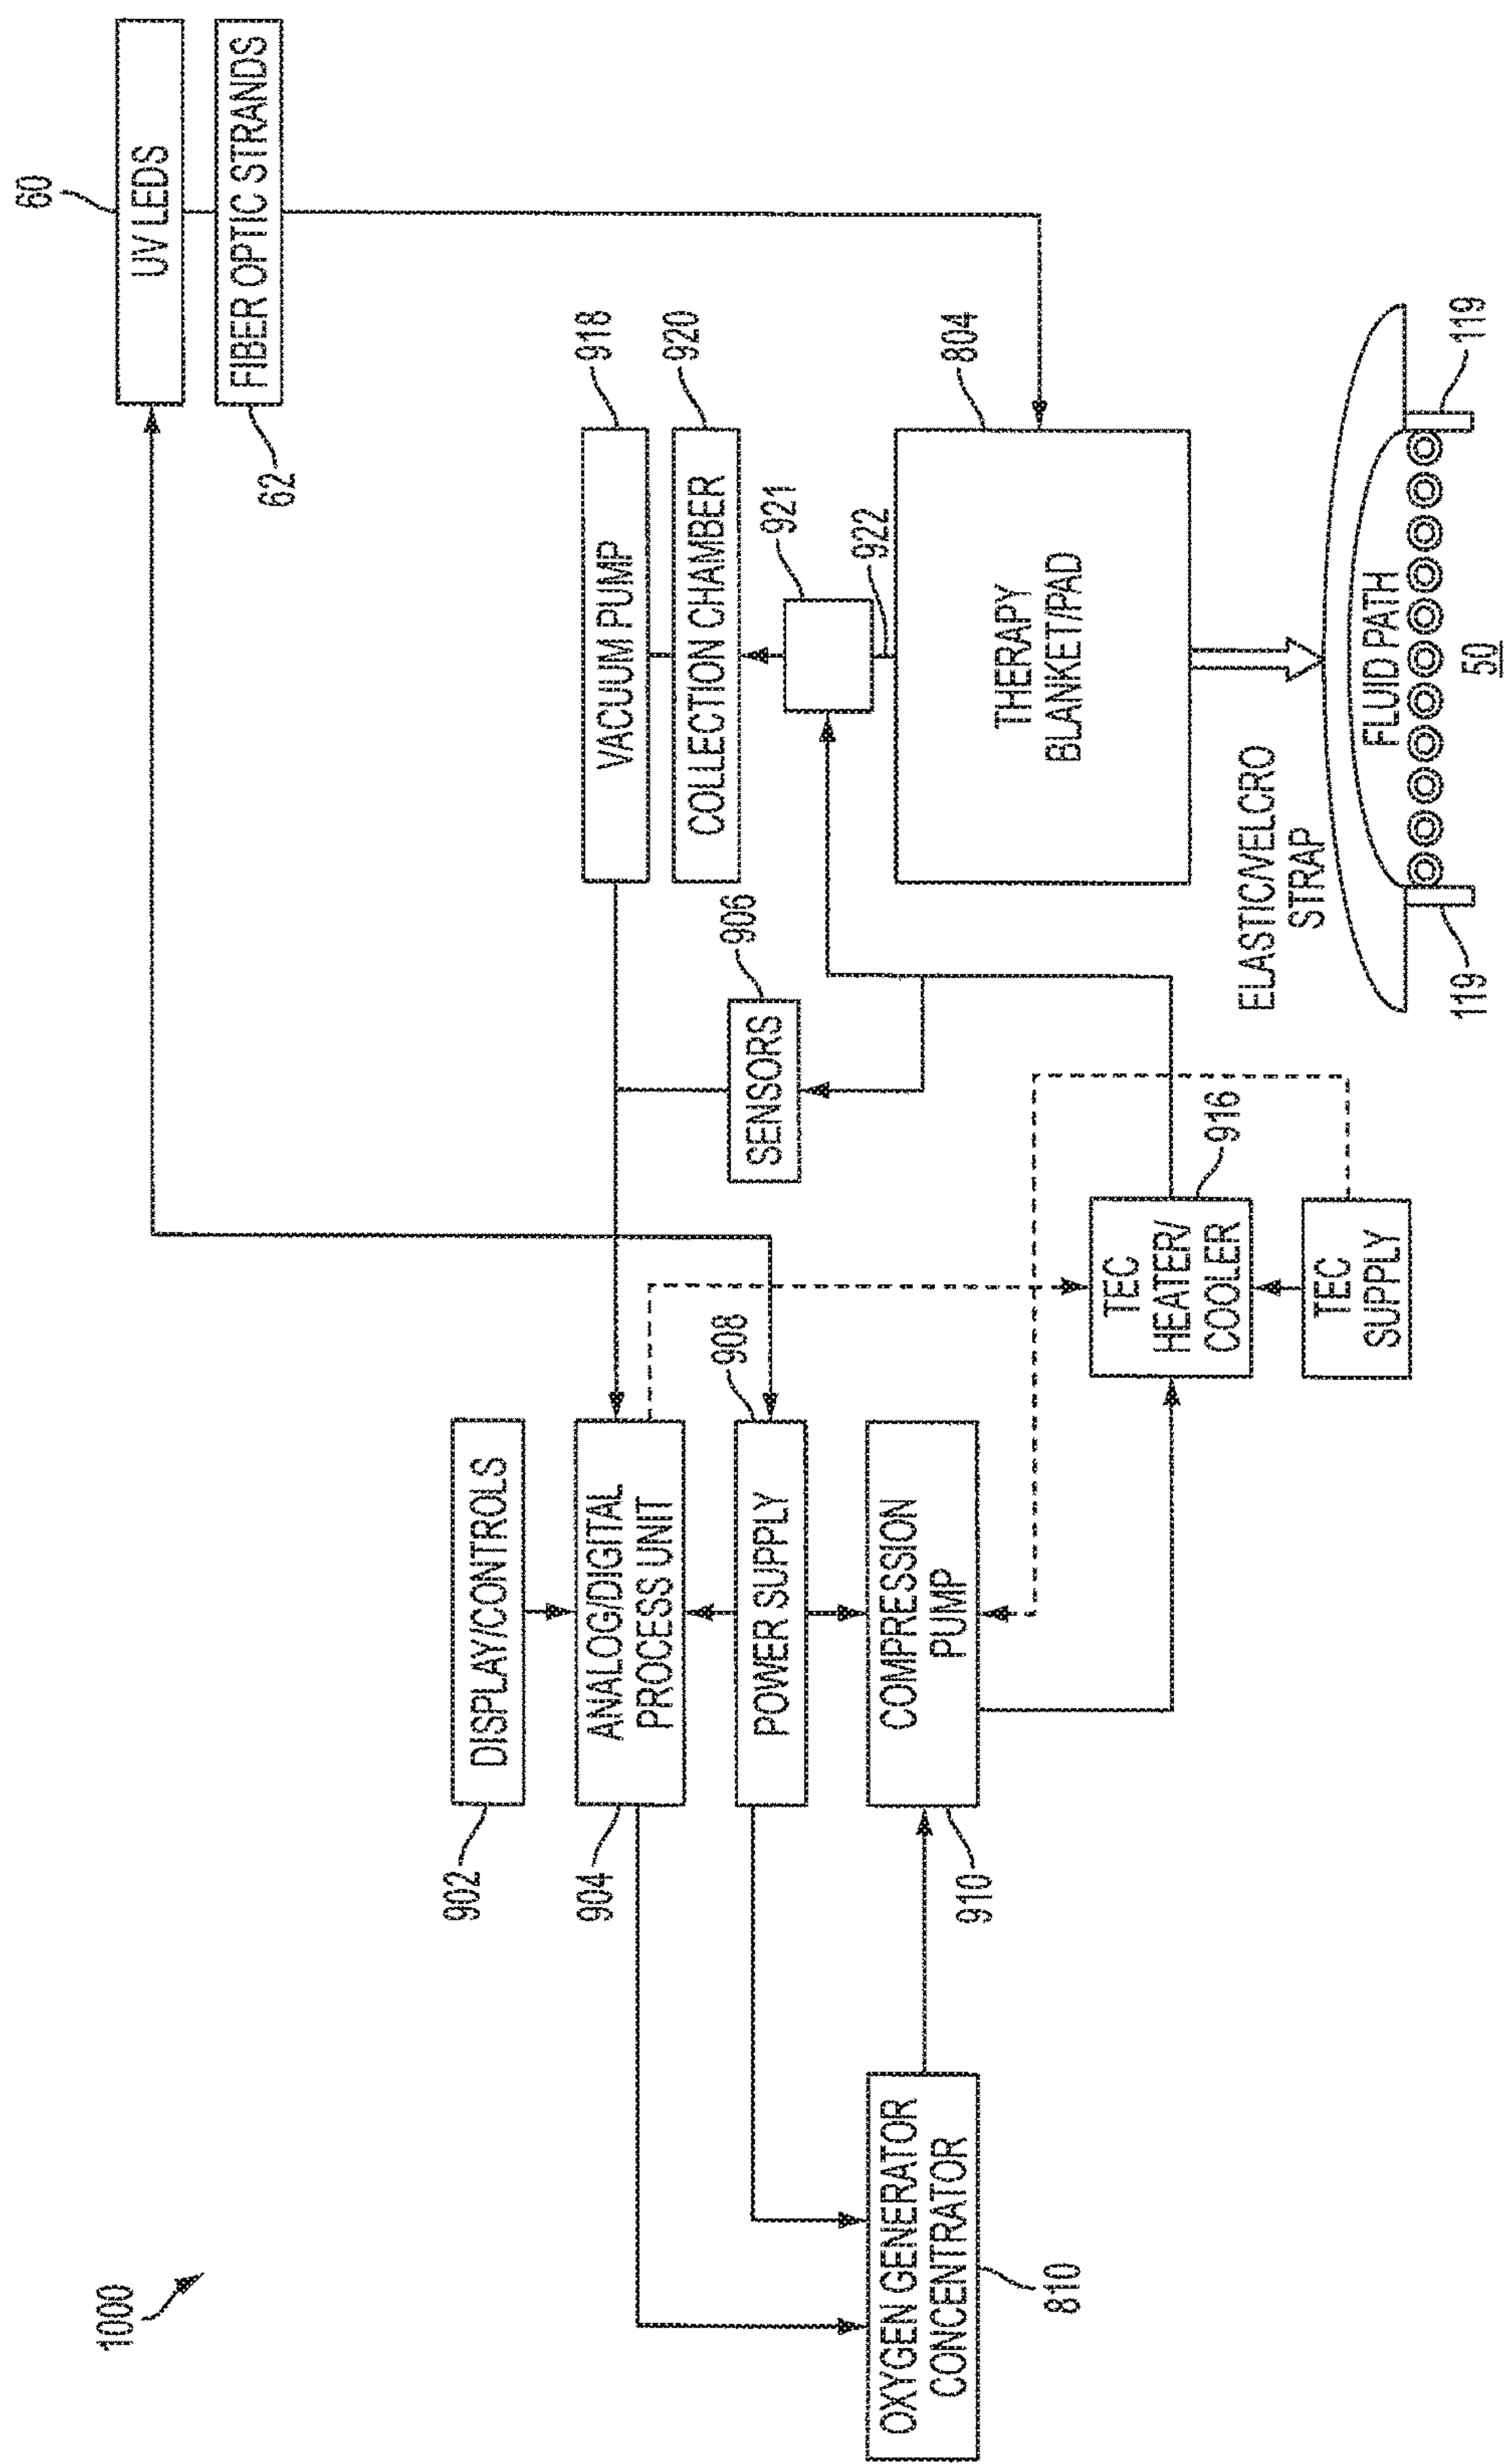 1000
60
UV LEDS
FIBER OPTIC STRANDS
62
902
DISPLAY/CONTROLS
904
ANALOG/DIGITAL
PROCESS UNIT
908
POWER SUPPLY
COMPRESSION
PUMP
910
OXYGEN GENERATOR
CONCENTRATOR
810
VACUUM PUMP
918
COLLECTION CHAMBER
920
906
SENSORS
921
922
804
THERAPY
BLANKET/PAD
916
TEC
HEATER/
COOLER
TEC
SUPPLY
ELASTIC/VELCRO
STRAP
FLUID PATH
119
119
50